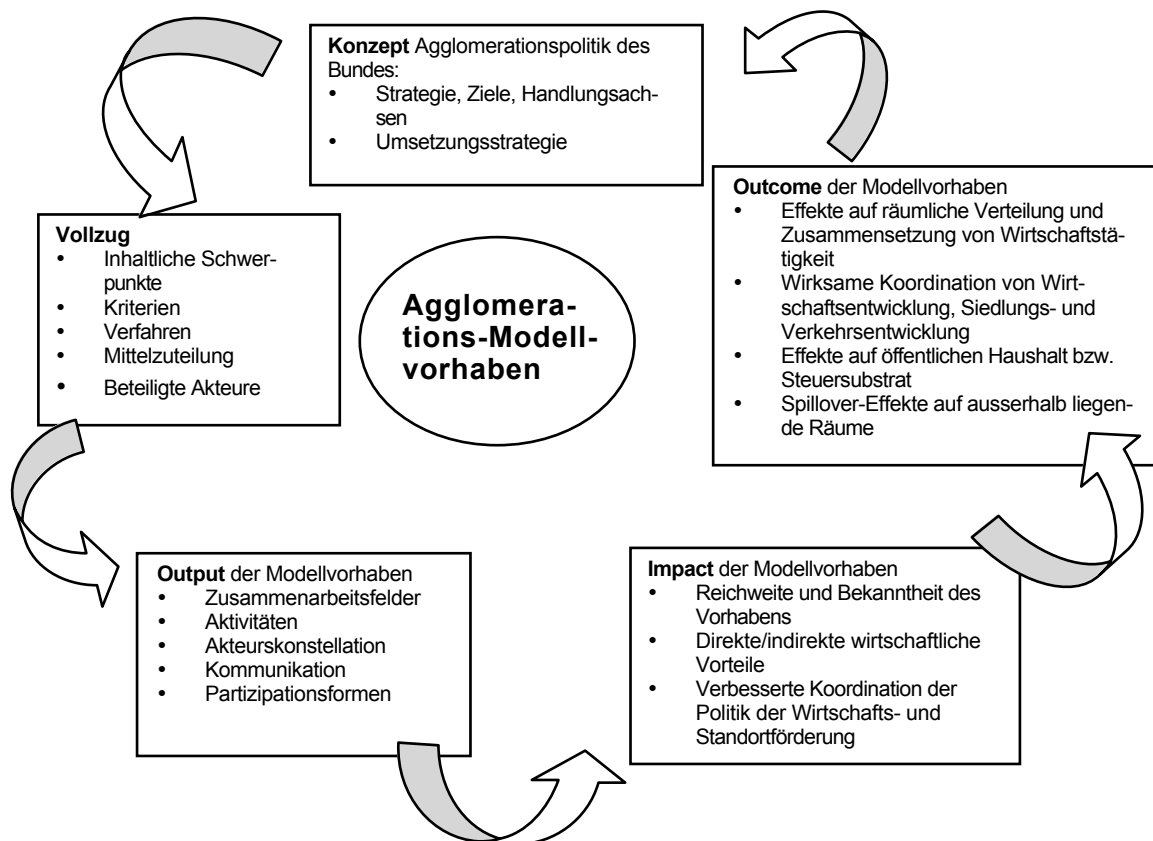 Konzept Agglomerationspolitik des
Bundes:
• Strategie, Ziele, Handlungsach-
sen
• Umsetzungsstrategie
Vollzug
• Inhaltliche Schwer-
punkte
• Kriterien
• Verfahren
• Mittelzuteilung
• Beteiligte Akteure
Agglomera-
tions-Modell-
vorhaben
Outcome der Modellvorhaben
• Effekte auf räumliche Verteilung und
Zusammensetzung von Wirtschaftstä-
tigkeit
• Wirksame Koordination von Wirt-
schaftsentwicklung, Siedlungs- und
Verkehrsentwicklung
• Effekte auf öffentlichen Haushalt bzw.
Steuersubstrat
• Spillover-Effekte auf ausserhalb liegen-
de Räume
Output der Modellvorhaben
• Zusammenarbeitsfelder
• Aktivitäten
• Akteurskonstellation
• Kommunikation
• Partizipationsformen
Impact der Modellvorhaben
• Reichweite und Bekanntheit des
Vorhabens
• Direkte/indirekte wirtschaftliche
Vorteile
• Verbesserte Koordination der
Politik der Wirtschafts- und
Standortförderung